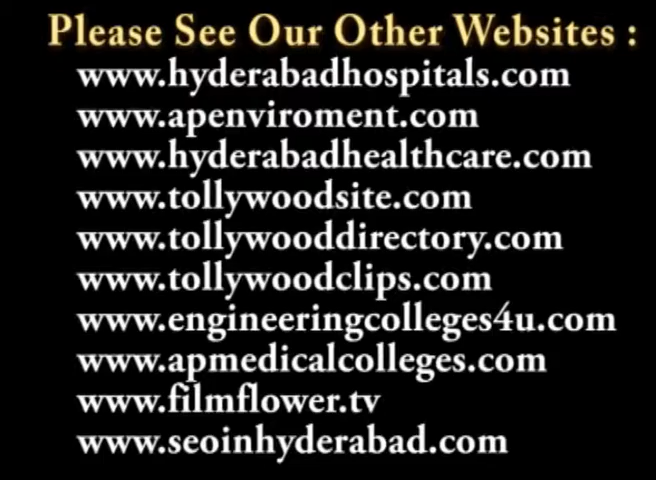 Please See Our Other Websites :
www.hyderabadhospitals.com
www.apenviroment.com
www.hyderabadhealthcare.com
www.tollywoodsite.com
www.tollywooddirectory.com
www.tollywoodclips.com
www.engineeringcolleges4u.com
www.apmedicalcolleges.com
www.filmflower.tv
www.seoinhyderabad.com